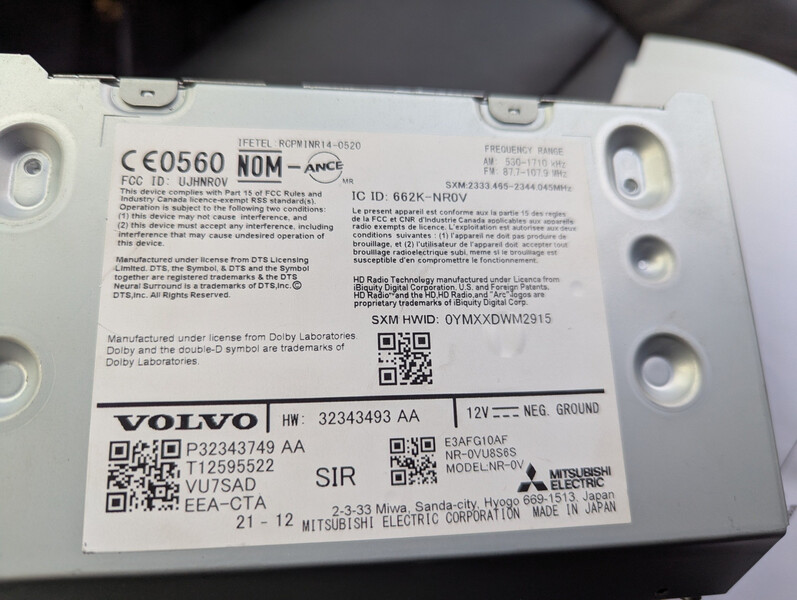 IFETEL: RCPMINR14-0520
CE0560 NOM-ANCE
MR
FCC ID: UJHNR0V
This device complies with Part 15 of FCC Rules and
Industry Canada licence-exempt RSS standard(s).
Operation is subject to the following two conditions:
(1) this device may not cause interference, and
(2) this device must accept any interference, including
interference that may cause undesired operation of
this device.
Manufactured under license from DTS Licensing
Limited. DTS, the Symbol, & DTS and the Symbol
together are registered trademarks & the DTS
Neural Surround is a trademarks of DTS,Inc.©
DTS,Inc. All Rights Reserved.
Manufactured under license from Dolby Laboratories.
Dolby and the double-D symbol are trademarks of
Dolby Laboratories.
FREQUENCY RANGE
AM: 530-1710 kHz
FM: 87.7-107.9 MHz
SXM:2333.465-2344.045MHz
IC ID: 662K-NR0V
Le present appareil est conforme aux la partie 15 des règles
de la FCC et CNR d'Industrie Canada applicables aux appareils
radio exempts de licence. L'exploitation est autorisee aux deux
conditions suivantes : (1) l'appareil ne doit pas produire de
brouillage, et (2) l'utilisateur de l'appareil doit accepter tout
brouillage radioelectrique subi, meme si le brouillage est
susceptible d'en compromettre le fonctionnement.
HD Radio Technology manufactured under Licence from
iBiquity Digital Corporation. U.S. and Foreign Patents.
HD Radio™and the HD,HD Radio,and "Arc"logos are
proprietary trademarks of iBiquity Digital Corp.
SXM HWID: 0YMXXDWM2915
VOLVO
HW: 32343493 AA
12V NEG. GROUND
P32343749 AA
T12595522
VU7SAD
EEA-CTA
21-12
SIR
E3AFG10AF
NR-0VU8S6S
MODEL:NR-0V
MITSUBISHI
ELECTRIC
2-3-33 Miwa, Sanda-city, Hyogo 669-1513, Japan
MITSUBISHI ELECTRIC CORPORATION MADE IN JAPAN